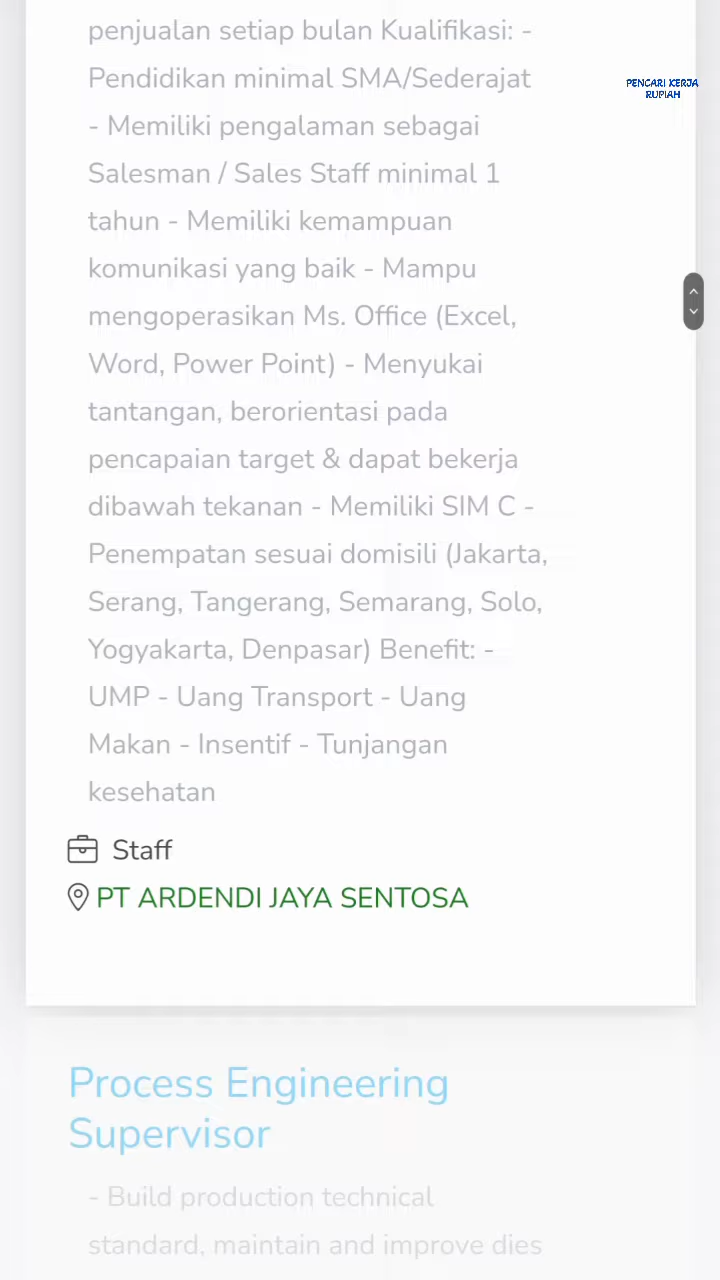 penjualan setiap bulan Kualifikasi: -
Pendidikan minimal SMA/Sederajat
PENCARI KERJA
RUPIAH
- Memiliki pengalaman sebagai
Salesman / Sales Staff minimal 1
tahun - Memiliki kemampuan
komunikasi yang baik - Mampu
mengoperasikan Ms. Office (Excel,
Word, Power Point) - Menyukai
tantangan, berorientasi pada
pencapaian target & dapat bekerja
dibawah tekanan - Memiliki SIM C -
Penempatan sesuai domisili (Jakarta,
Serang, Tangerang, Semarang, Solo,
Yogyakarta, Denpasar) Benefit: -
UMP - Uang Transport - Uang
Makan - Insentif - Tunjangan
kesehatan
Staff
PT ARDENDI JAYA SENTOSA
Process Engineering
Supervisor
- Build production technical
standard, maintain and improve dies